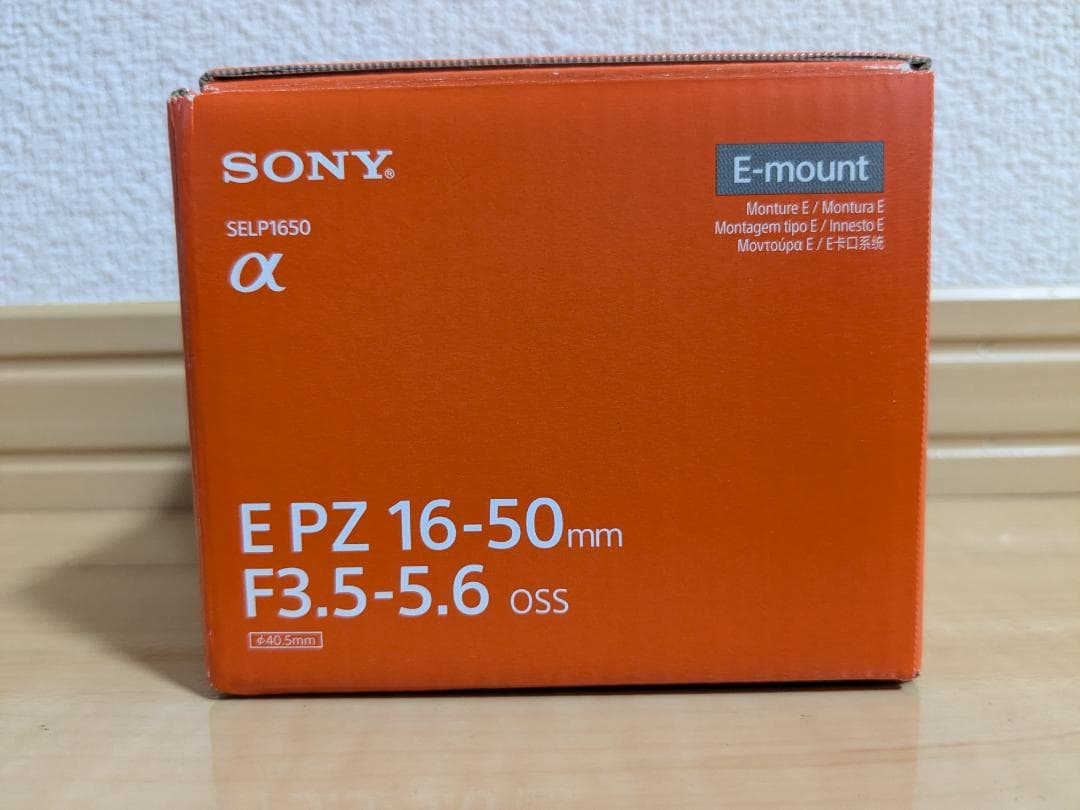 SONY®
SELP1650
α
E-mount
Monture E / Montura E
Montagem tipo E / Innesto E
Μοντούρα E / E卡口系统
E PZ 16-50mm
F3.5-5.6 OSS
φ40.5mm